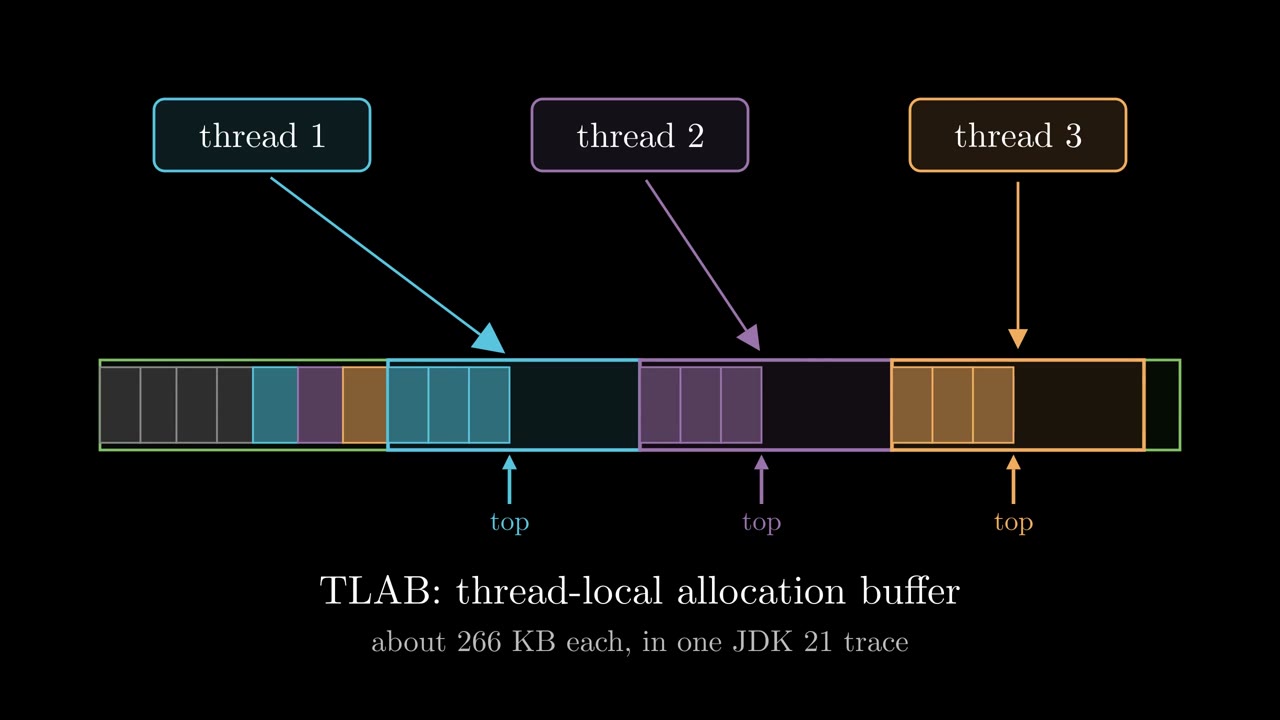 thread 1
thread 2
thread 3
top
top
top
TLAB: thread-local allocation buffer
about 266 KB each, in one JDK 21 trace